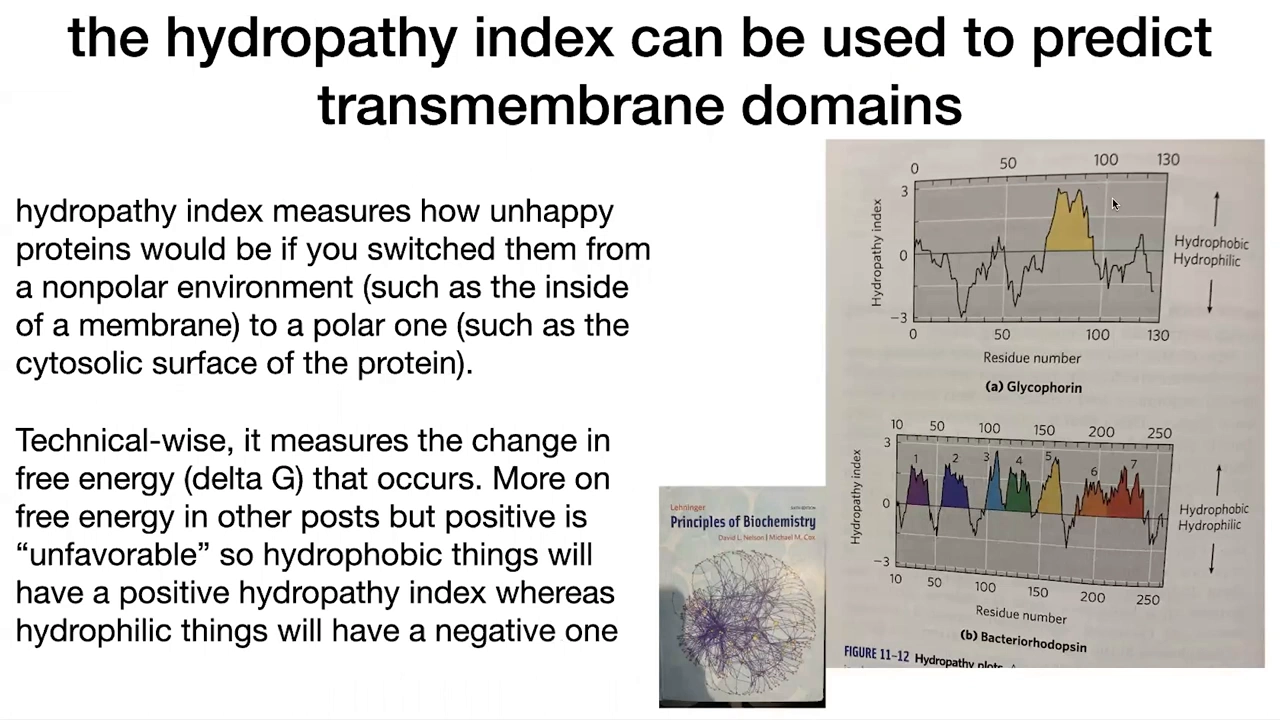 the hydropathy index can be used to predict
transmembrane domains
hydropathy index measures how unhappy
proteins would be if you switched them from
a nonpolar environment (such as the inside
of a membrane) to a polar one (such as the
cytosolic surface of the protein).
Technical-wise, it measures the change in
free energy (delta G) that occurs. More on
free energy in other posts but positive is
“unfavorable” so hydrophobic things will
have a positive hydropathy index whereas
hydrophilic things will have a negative one
Lehninger
Principles of Biochemistry
David L. Nelson | Michael M. Cox
0 50 100 130
3
0
−3
Hydropathy index
Hydrophobic
Hydrophilic
0 50 100 130
Residue number
(a) Glycophorin
10 50 100 150 200 250
3
0
−3
Hydropathy index
1 2 3 4 5 6 7
Hydrophobic
Hydrophilic
10 50 100 150 200 250
Residue number
(b) Bacteriorhodopsin
FIGURE 11–12 Hydropathy plots.